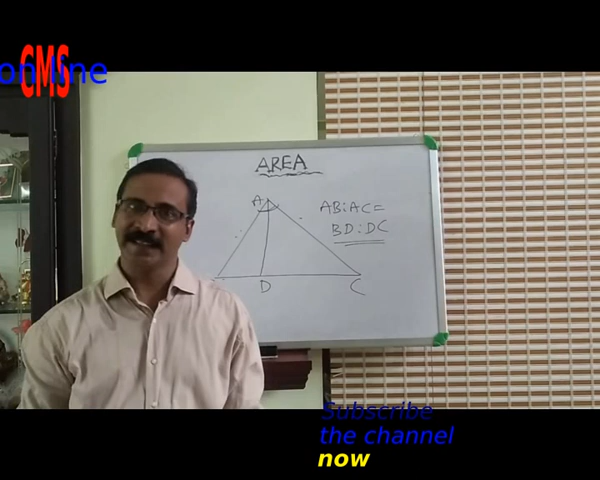 CMS
online
AREA
A
AB:AC=
BD:DC
D
C
Subscribe
the channel
now